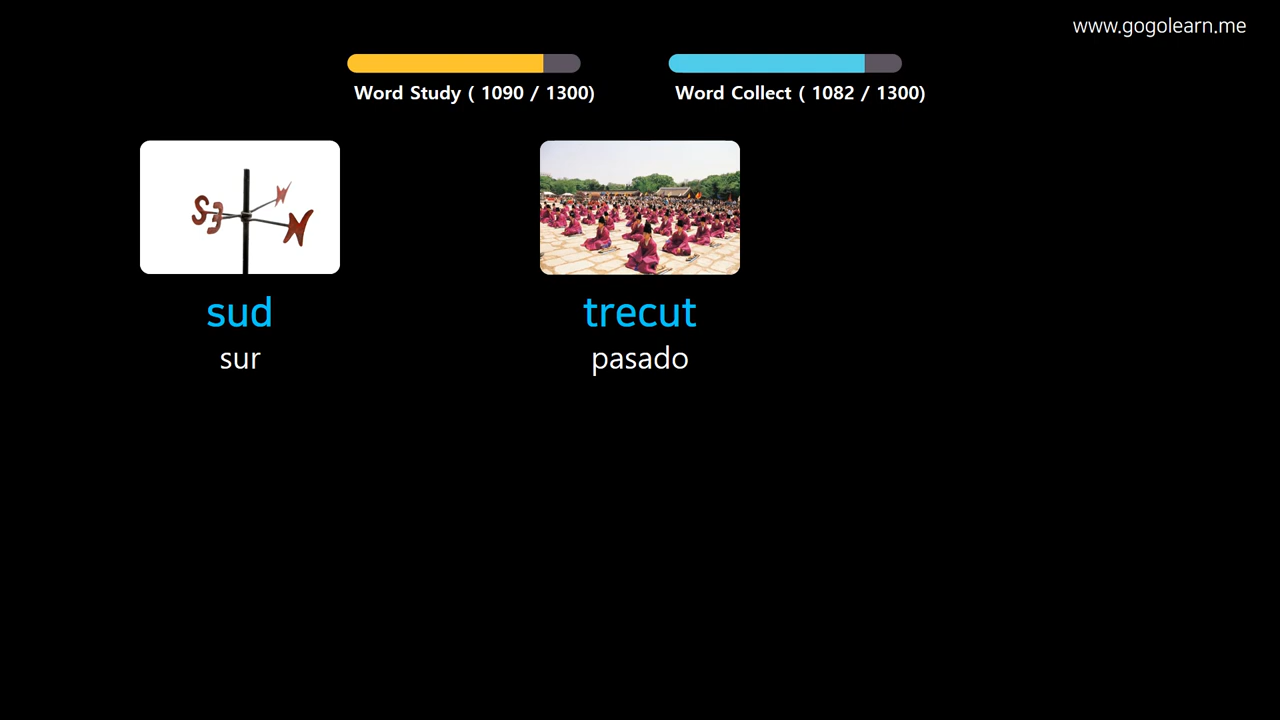 www.gogolearn.me
Word Study ( 1090 / 1300)
Word Collect ( 1082 / 1300)
S
sud
sur
trecut
pasado